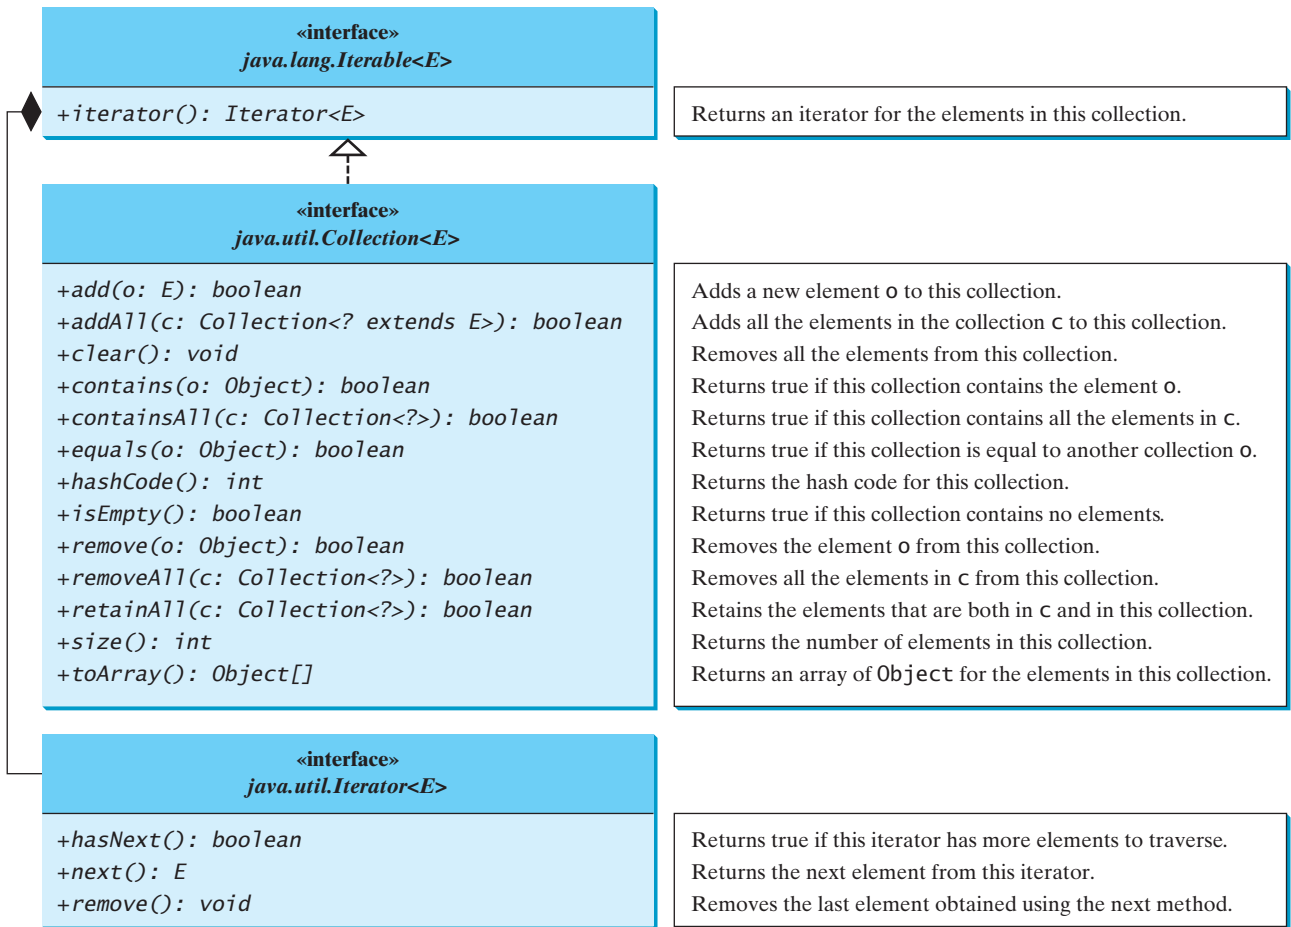 «interface»
java.lang.Iterable<E>
+iterator(): Iterator<E>
Returns an iterator for the elements in this collection.
«interface»
java.util.Collection<E>
+add(o: E): boolean
Adds a new element o to this collection.
+addAll(c: Collection<? extends E>): boolean
Adds all the elements in the collection c to this collection.
+clear(): void
Removes all the elements from this collection.
+contains(o: Object): boolean
Returns true if this collection contains the element o.
+containsAll(c: Collection<?>): boolean
Returns true if this collection contains all the elements in c.
+equals(o: Object): boolean
Returns true if this collection is equal to another collection o.
+hashCode(): int
Returns the hash code for this collection.
+isEmpty(): boolean
Returns true if this collection contains no elements.
+remove(o: Object): boolean
Removes the element o from this collection.
+removeAll(c: Collection<?>): boolean
Removes all the elements in c from this collection.
+retainAll(c: Collection<?>): boolean
Retains the elements that are both in c and in this collection.
+size(): int
Returns the number of elements in this collection.
+toArray(): Object[]
Returns an array of Object for the elements in this collection.
«interface»
java.util.Iterator<E>
+hasNext(): boolean
Returns true if this iterator has more elements to traverse.
+next(): E
Returns the next element from this iterator.
+remove(): void
Removes the last element obtained using the next method.